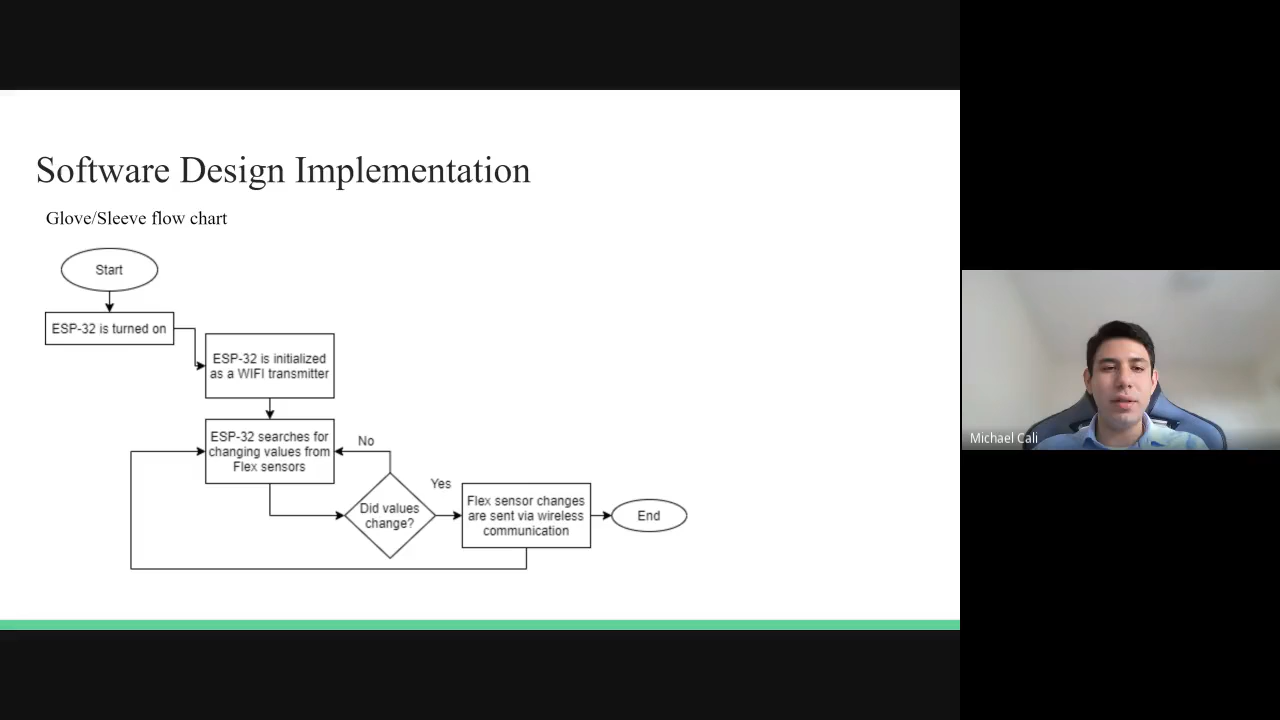 Software Design Implementation
Glove/Sleeve flow chart
Start
ESP-32 is turned on
ESP-32 is initialized
as a WIFI transmitter
ESP-32 searches for
changing values from
Flex sensors
No
Did values
change?
Yes
Flex sensor changes
are sent via wireless
communication
End
Michael Cali